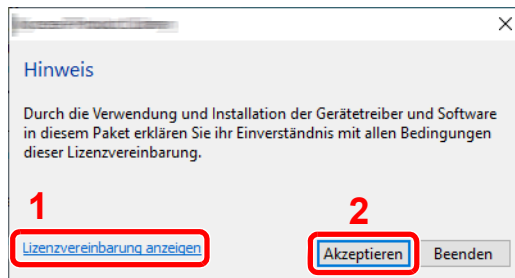 Hinweis
Durch die Verwendung und Installation der Gerätetreiber und Software
in diesem Paket erklären Sie ihr Einverständnis mit allen Bedingungen
dieser Lizenzvereinbarung.
1
2
Lizenzvereinbarung anzeigen
Akzeptieren
Beenden